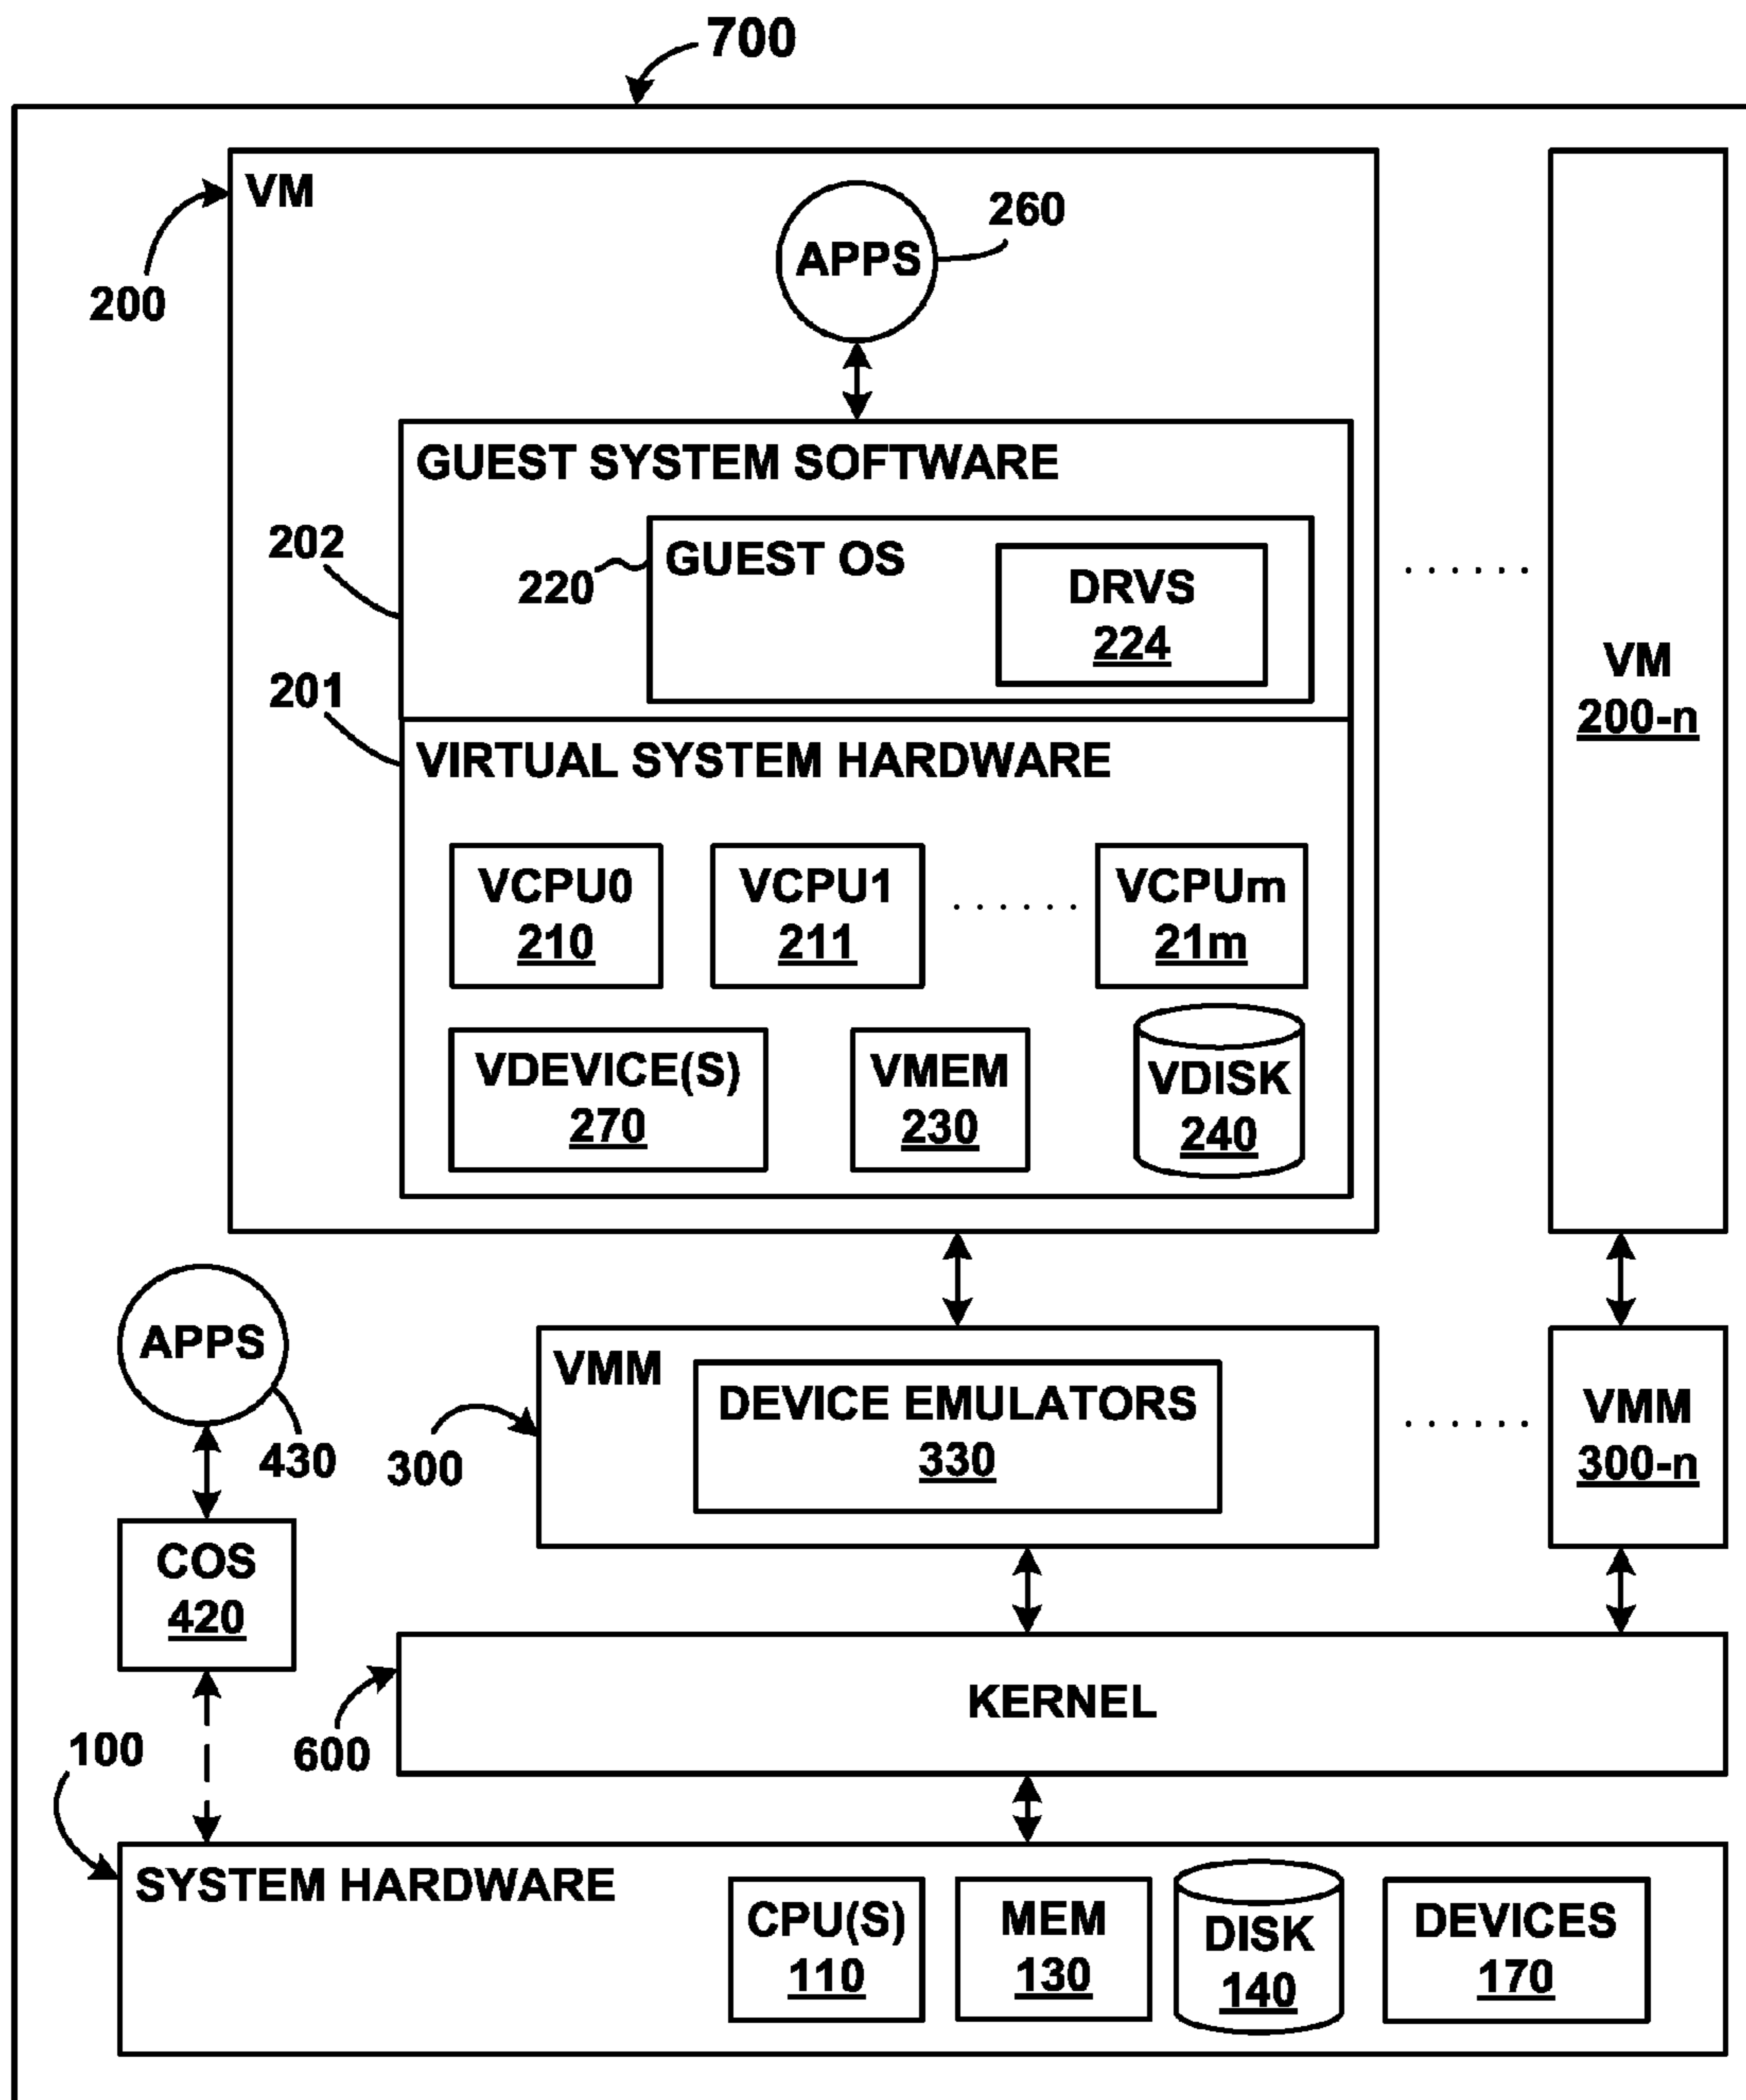 700
VM
200
260
APPS
GUEST SYSTEM SOFTWARE
202
220
GUEST OS
DRVS
224
VM
200-n
201
VIRTUAL SYSTEM HARDWARE
VCPU0
210
VCPU1
211
VCPUm
21m
VDEVICE(S)
270
VMEM
230
VDISK
240
APPS
430
VMM
300
DEVICE EMULATORS
330
VMM
300-n
COS
420
KERNEL
600
100
SYSTEM HARDWARE
CPU(S)
110
MEM
130
DISK
140
DEVICES
170